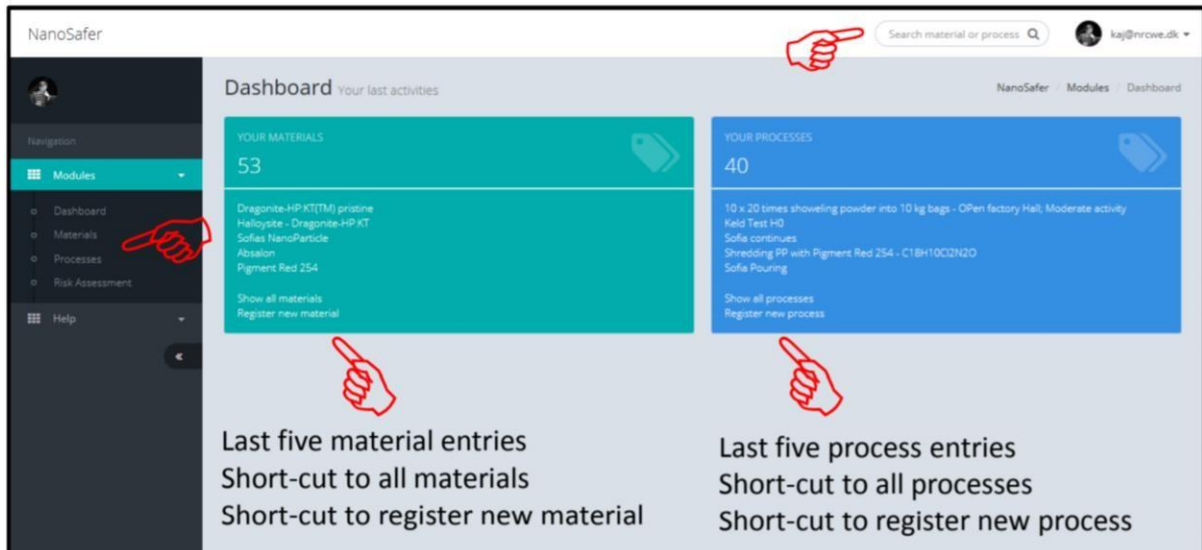 NanoSafer
Search material or process
kaj@nrcwe.dk
Dashboard Your last activities
NanoSafer / Modules / Dashboard
Navigation
Modules
Dashboard
Materials
Processes
Risk Assessment
Help
«
YOUR MATERIALS
53
Dragonite-HP:KT(TM) pristine
Halloysite - Dragonite-HP:KT
Sofias NanoParticle
Absalon
Pigment Red 254
Show all materials
Register new material
YOUR PROCESSES
40
10 x 20 times showeling powder into 10 kg bags - OPen factory Hall; Moderate activity
Keld Test H0
Sofia continues
Shredding PP with Pigment Red 254 - C18H10Cl2N2O
Sofia Pouring
Show all processes
Register new process
Last five material entries
Short-cut to all materials
Short-cut to register new material
Last five process entries
Short-cut to all processes
Short-cut to register new process